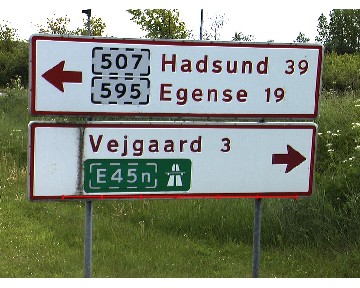 507 Hadsund 39
595 Egense 19
Vejgaard 3
E45n